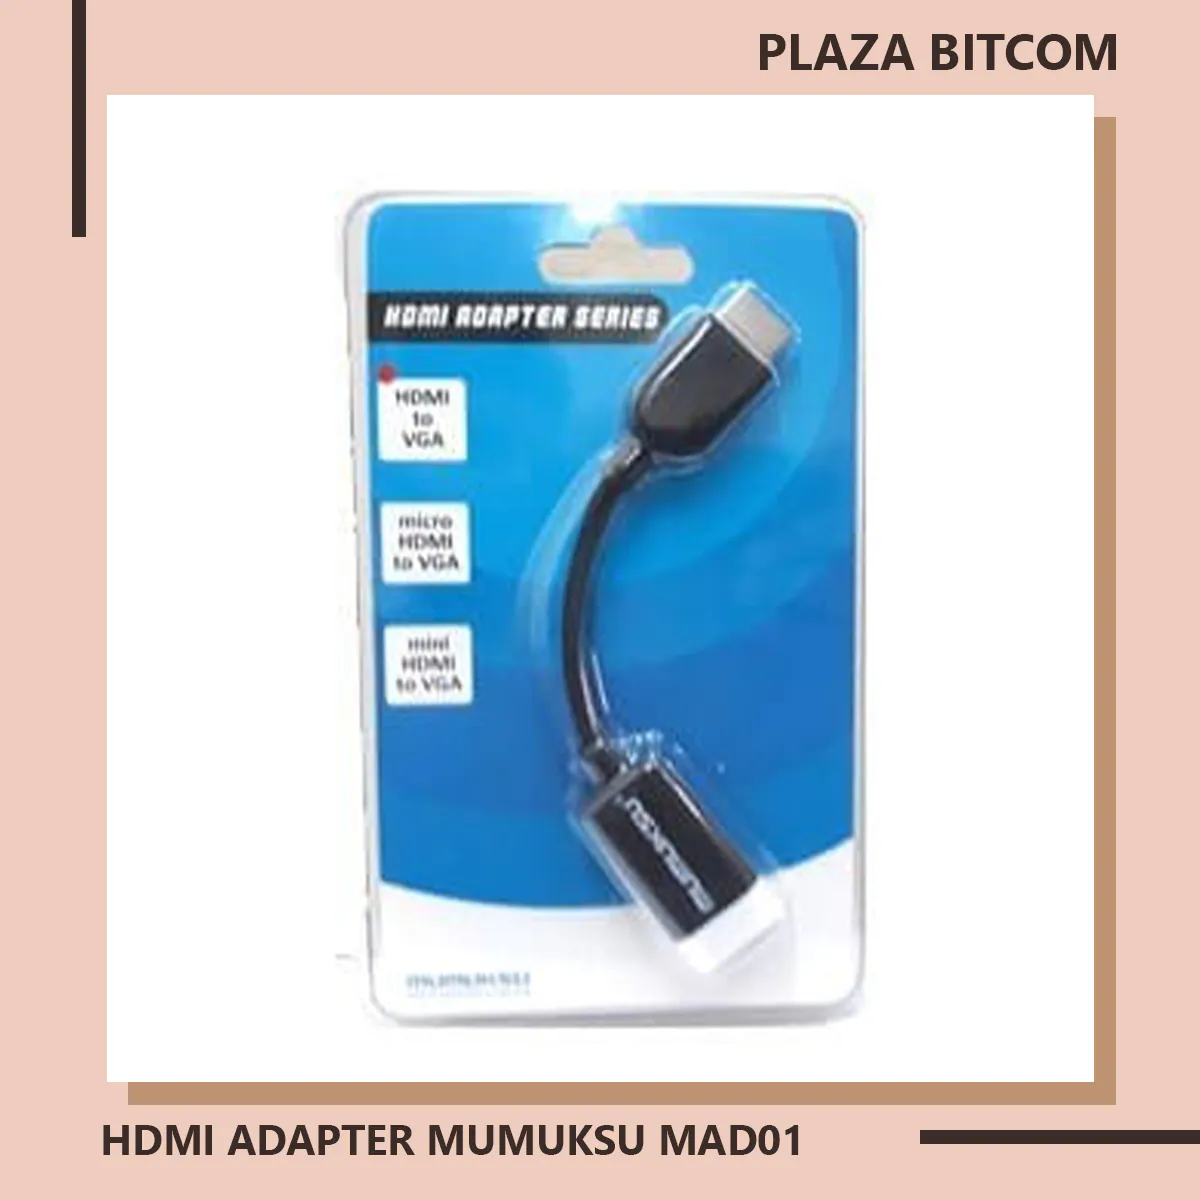 PLAZA BITCOM
HDMI ADAPTER SERIES
HDMI
to
VGA
micro
HDMI
to VGA
mini
HDMI
to VGA
HDMI ADAPTER MUMUKSU MAD01